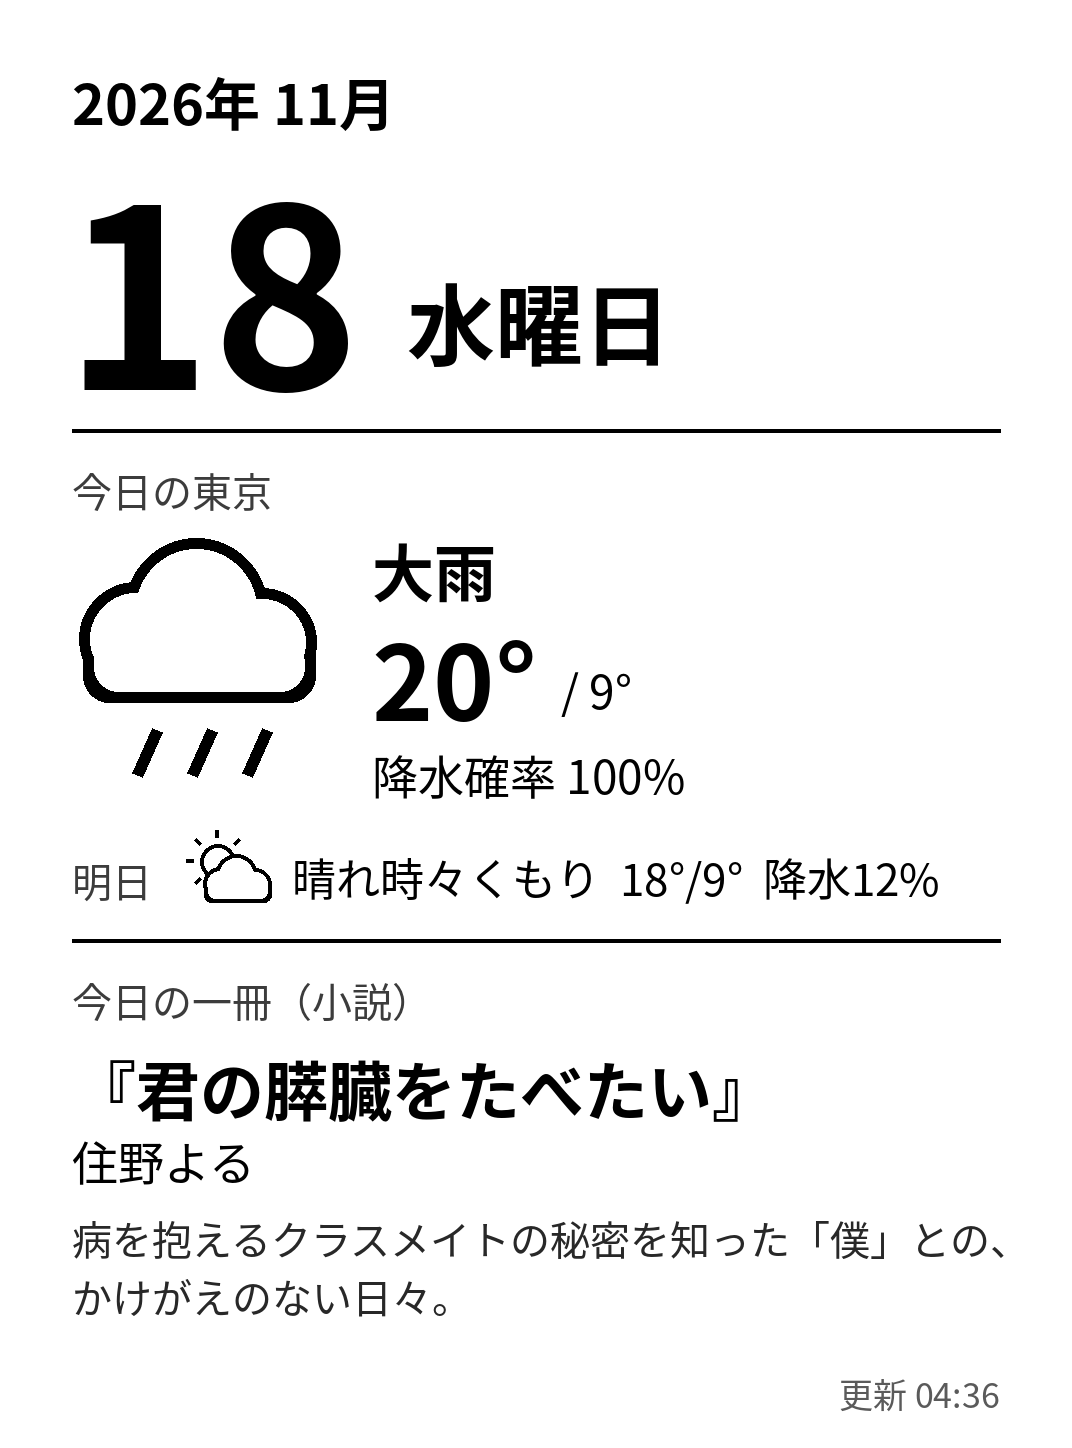 2026年 11月
18 水曜日
今日の東京
大雨
20° / 9°
降水確率 100%
明日 晴れ時々くもり 18°/9° 降水12%
今日の一冊（小説）
『君の膵臓をたべたい』
住野よる
病を抱えるクラスメイトの秘密を知った「僕」との、
かけがえのない日々。
更新 04:36